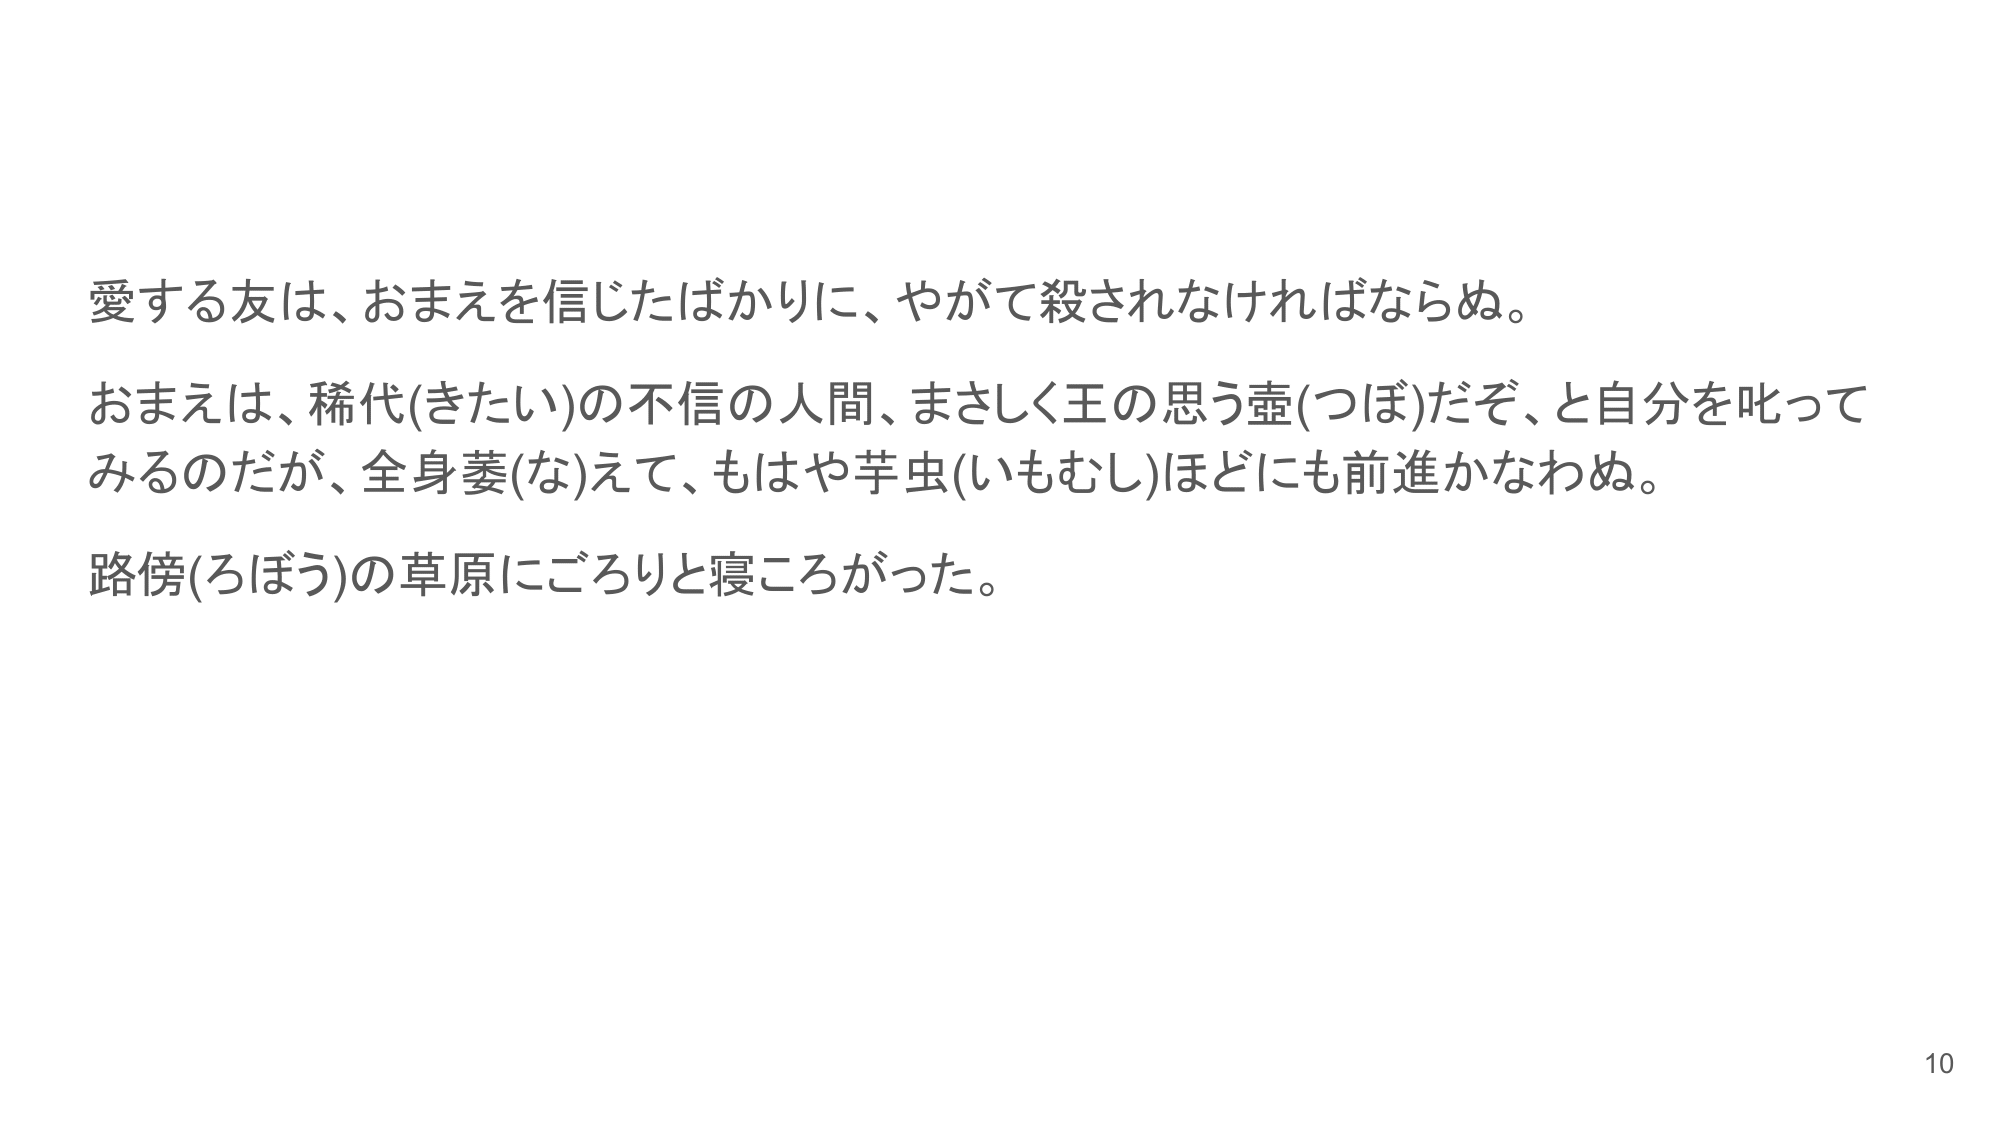 愛する友は、おまえを信じたばかりに、やがて殺されなければならぬ。
おまえは、稀代(きたい)の不信の人間、まさしく王の思う壺(つぼ)だぞ、と自分を叱って
みるのだが、全身萎(な)えて、もはや芋虫(いもむし)ほどにも前進かなわぬ。
路傍(ろぼう)の草原にごろりと寝ころがった。
10